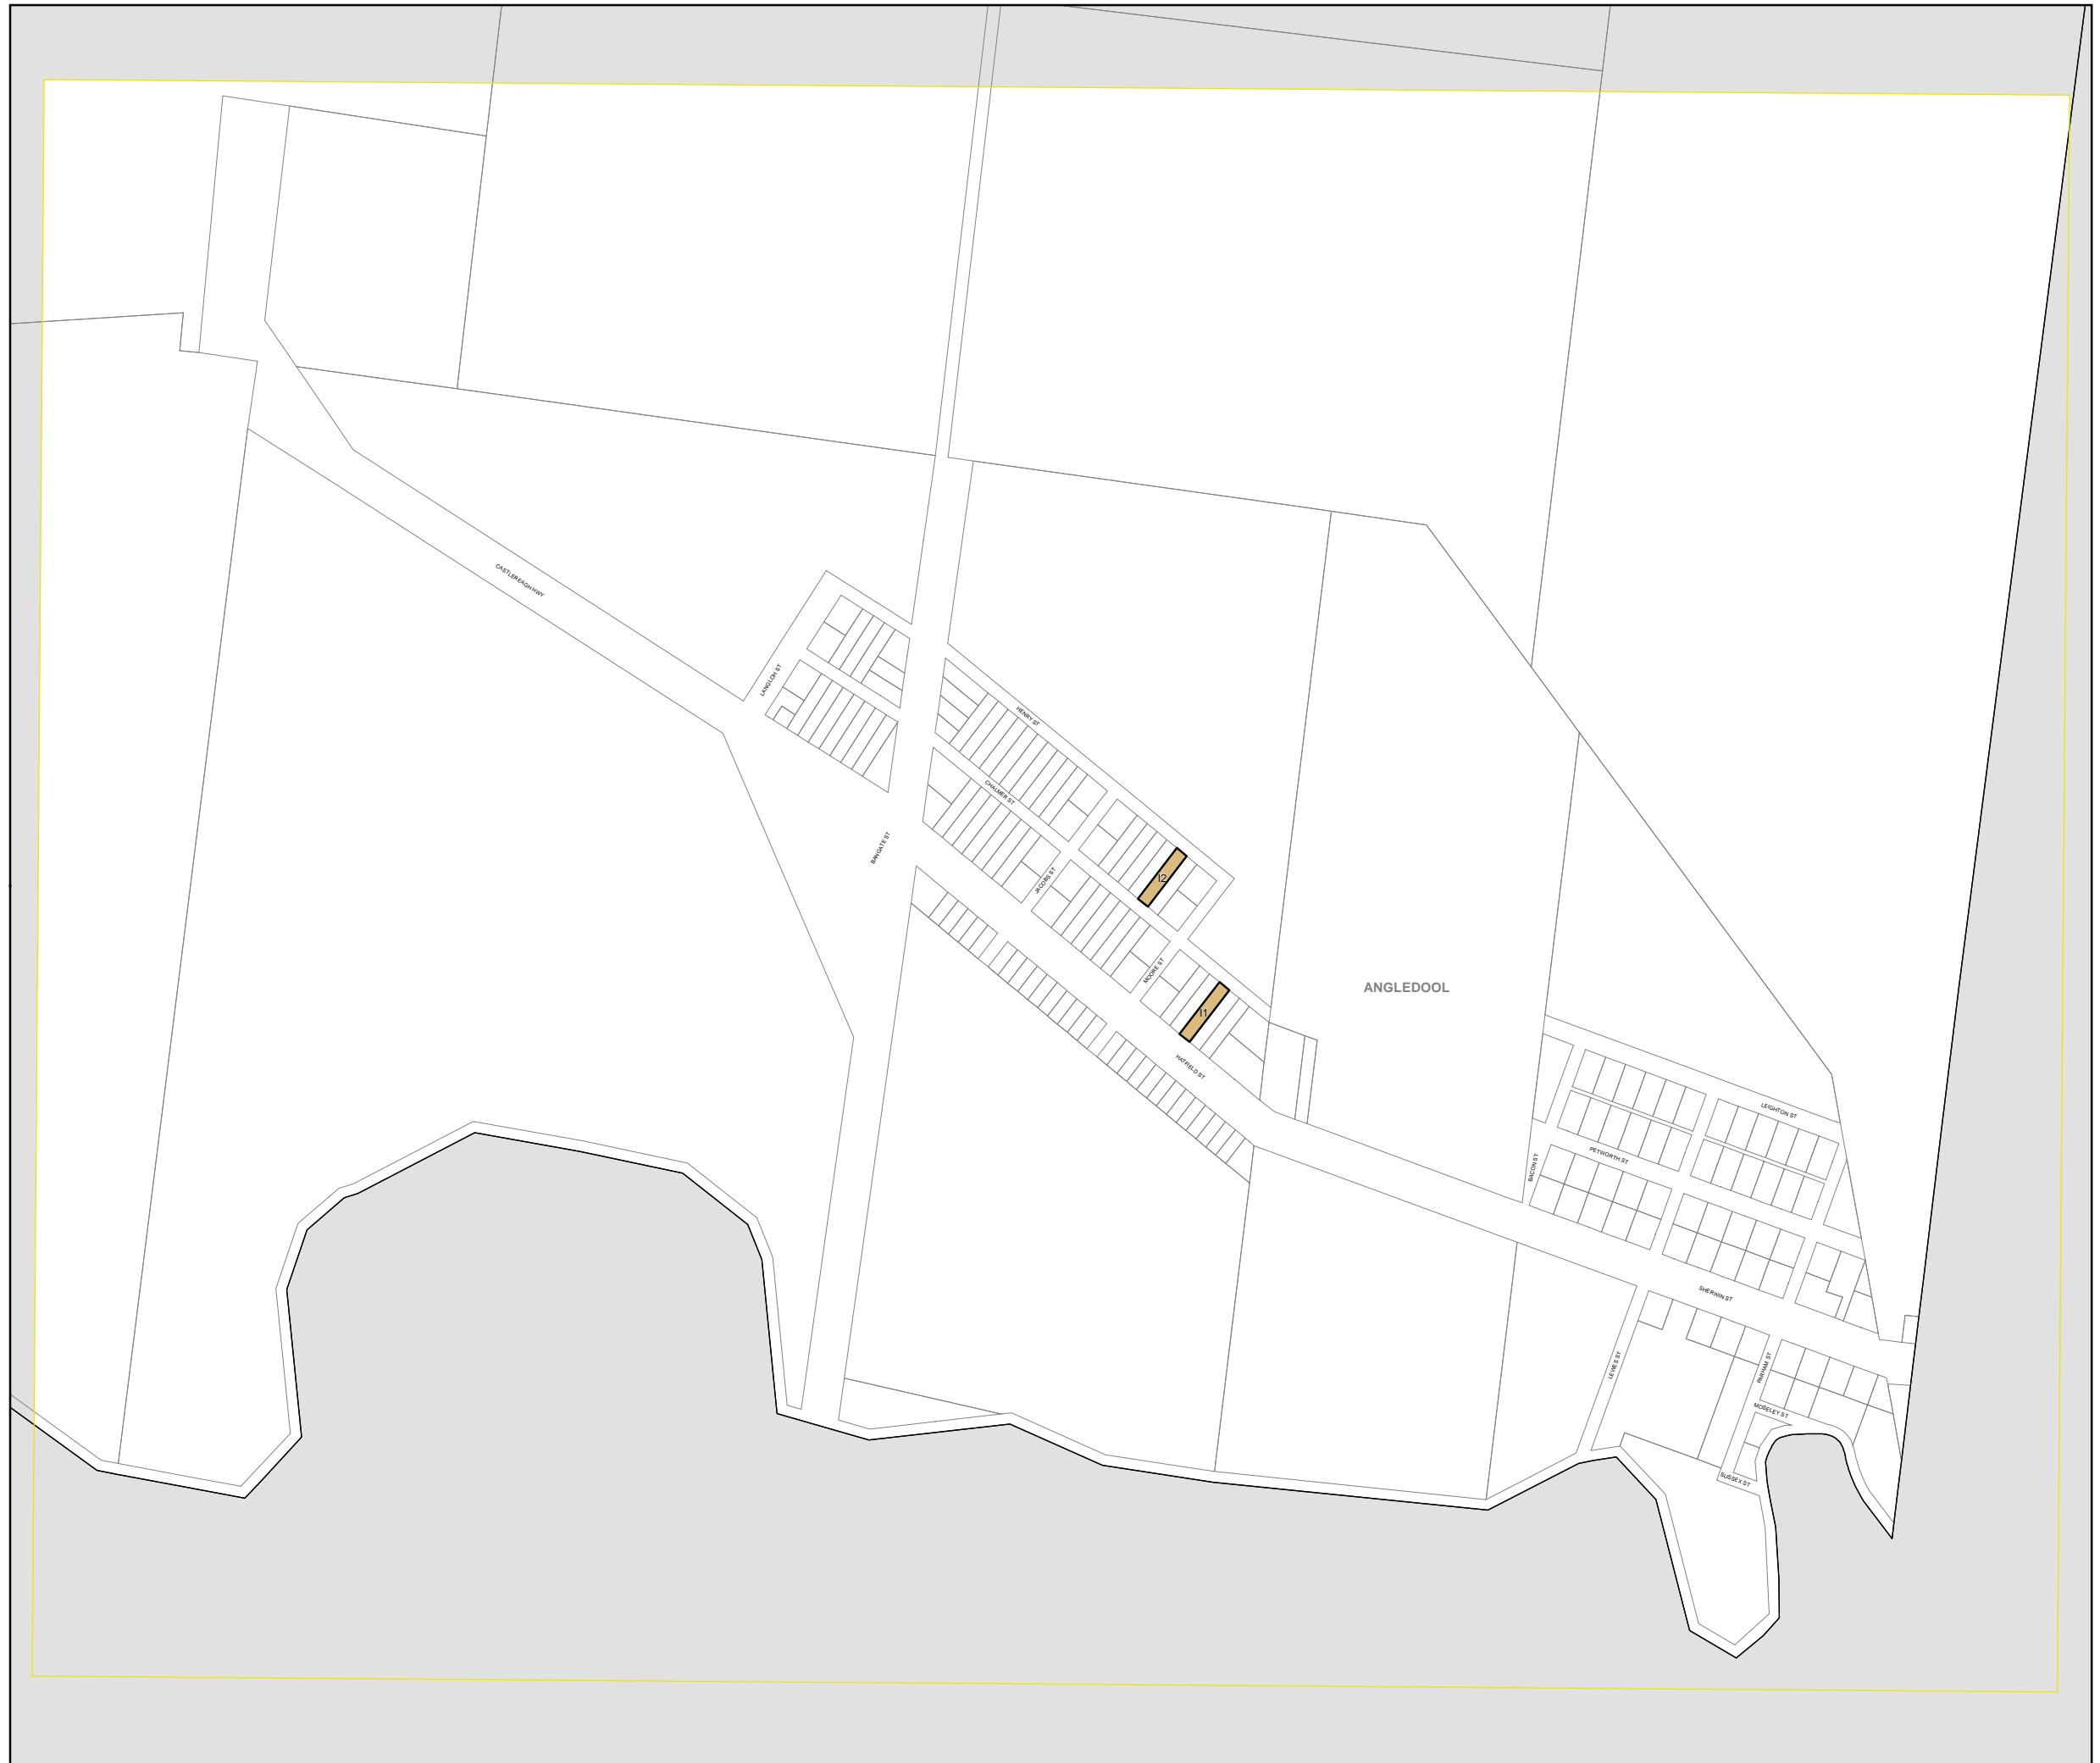 CASTLEREAGH HWY
LANGLOH ST
HENRY ST
CHALMER ST
BANGATE ST
JACOBS ST
I2
MOORE ST
ANGLEDOOL
I1
HATFIELD ST
LEIGHTON ST
PETWORTH ST
BACON ST
SHERWIN ST
LEWES ST
PARHAM ST
MOSELEY ST
SUSSEX ST